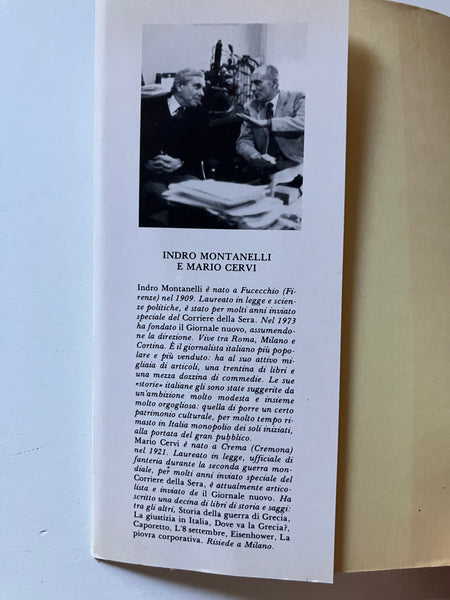 INDRO MONTANELLI
E MARIO CERVI
Indro Montanelli è nato a Fucecchio (Fi-
renze) nel 1909. Laureato in legge e scien-
ze politiche, è stato per molti anni inviato
speciale del Corriere della Sera. Nel 1973
ha fondato il Giornale nuovo, assumendo-
ne la direzione. Vive tra Roma, Milano e
Cortina. È il giornalista italiano più popo-
lare e più venduto: ha al suo attivo mi-
gliaia di articoli, una trentina di libri e
una mezza dozzina di commedie. Le sue
«storie» italiane gli sono state suggerite da
un'ambizione molto modesta e insieme
molto orgogliosa: quella di porre un certo
patrimonio culturale, per molto tempo ri-
masto in Italia monopolio dei soli iniziati,
alla portata del gran pubblico.
Mario Cervi è nato a Crema (Cremona)
nel 1921. Laureato in legge, ufficiale di
fanteria durante la seconda guerra mon-
diale, per molti anni inviato speciale del
Corriere della Sera, è attualmente artico-
lista e inviato de il Giornale nuovo. Ha
scritto una decina di libri di storia e saggi:
tra gli altri, Storia della guerra di Grecia,
La giustizia in Italia, Dove va la Grecia?,
Caporetto, L'8 settembre, Eisenhower, La
piovra corporativa. Risiede a Milano.